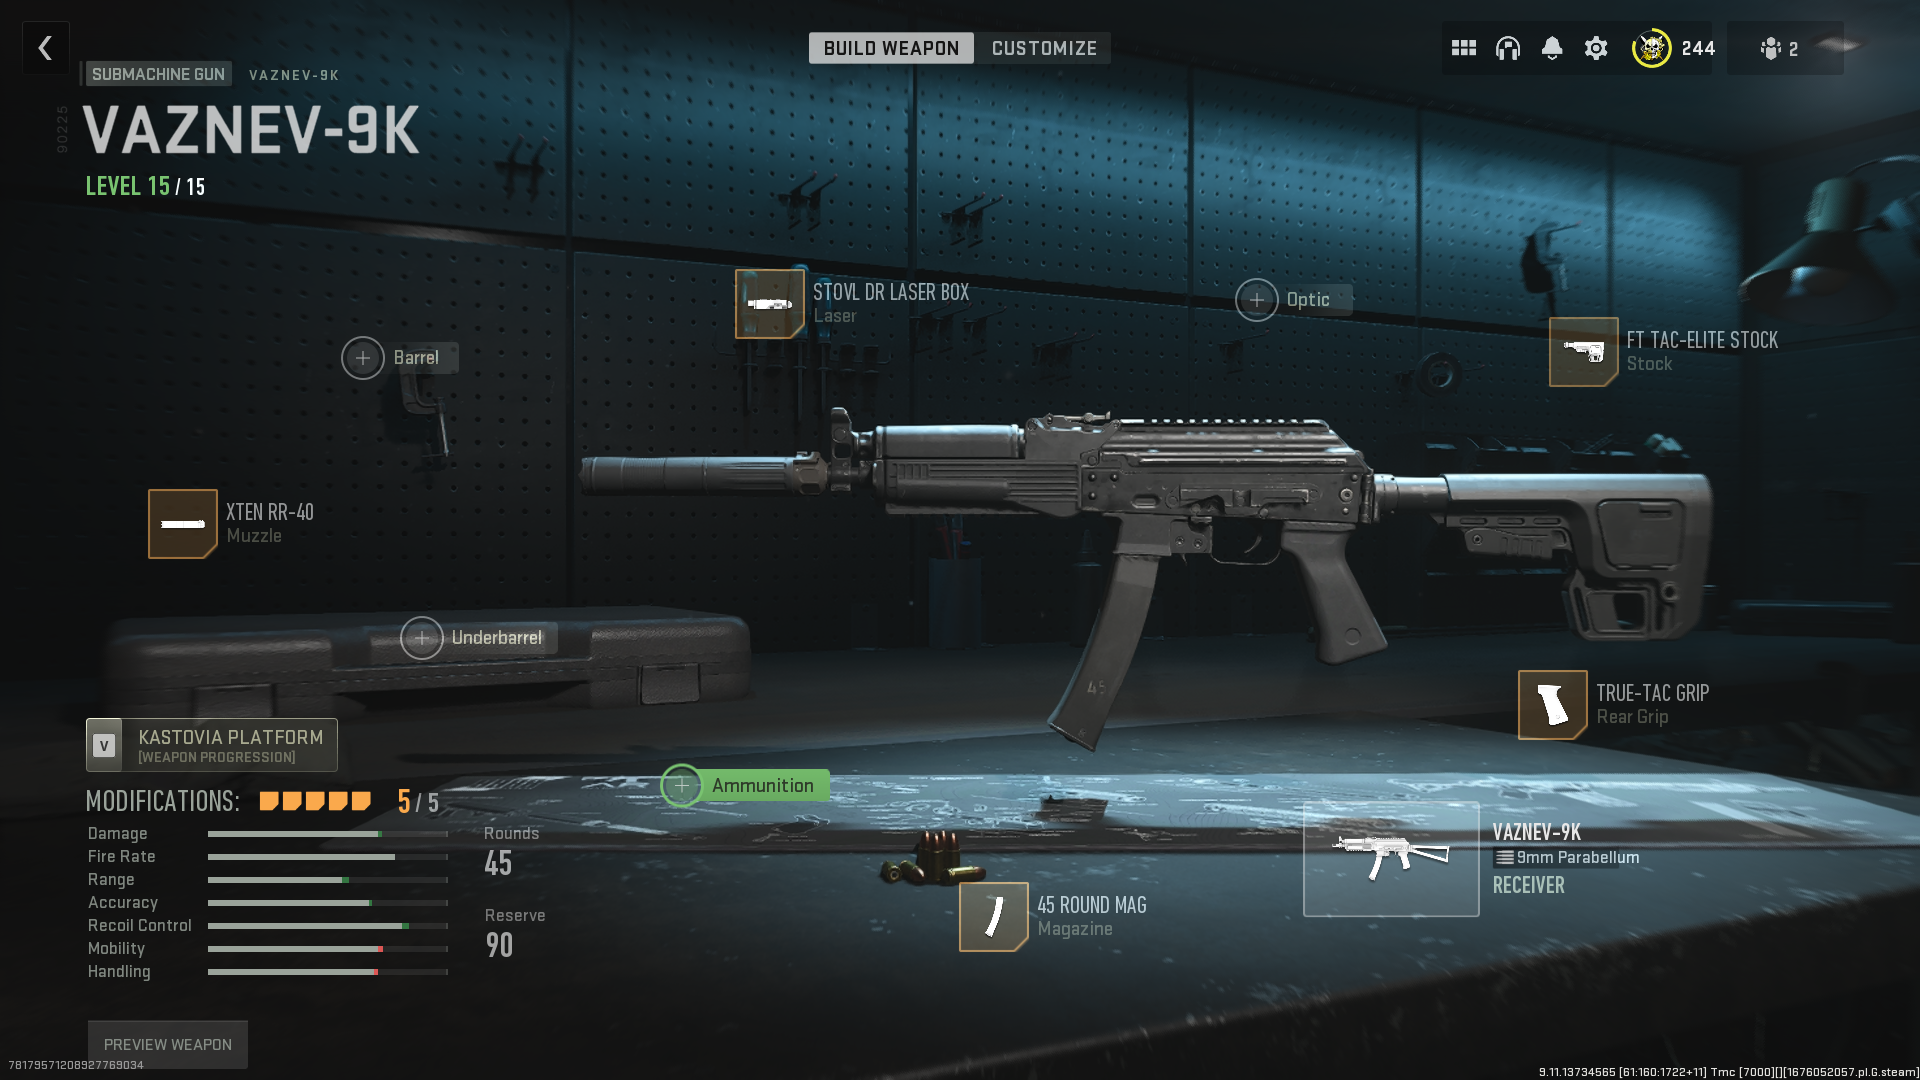 BUILD WEAPON
CUSTOMIZE
244
2
SUBMACHINE GUN
VAZNEV-9K
90225
VAZNEV-9K
LEVEL 15 / 15
STOVL DR LASER BOX
Laser
Optic
FT TAC-ELITE STOCK
Stock
Barrel
XTEN RR-40
Muzzle
Underbarrel
45
TRUE-TAC GRIP
Rear Grip
V
KASTOVIA PLATFORM
[WEAPON PROGRESSION]
Ammunition
MODIFICATIONS: 5 / 5
Damage
Fire Rate
Range
Accuracy
Recoil Control
Mobility
Handling
Rounds
45
Reserve
90
45 ROUND MAG
Magazine
VAZNEV-9K
9mm Parabellum
RECEIVER
PREVIEW WEAPON
78179571208927769034
9.11.13734565 [61:160:1722+11] Tmc [7000][][1676052057.pl.G.steam]